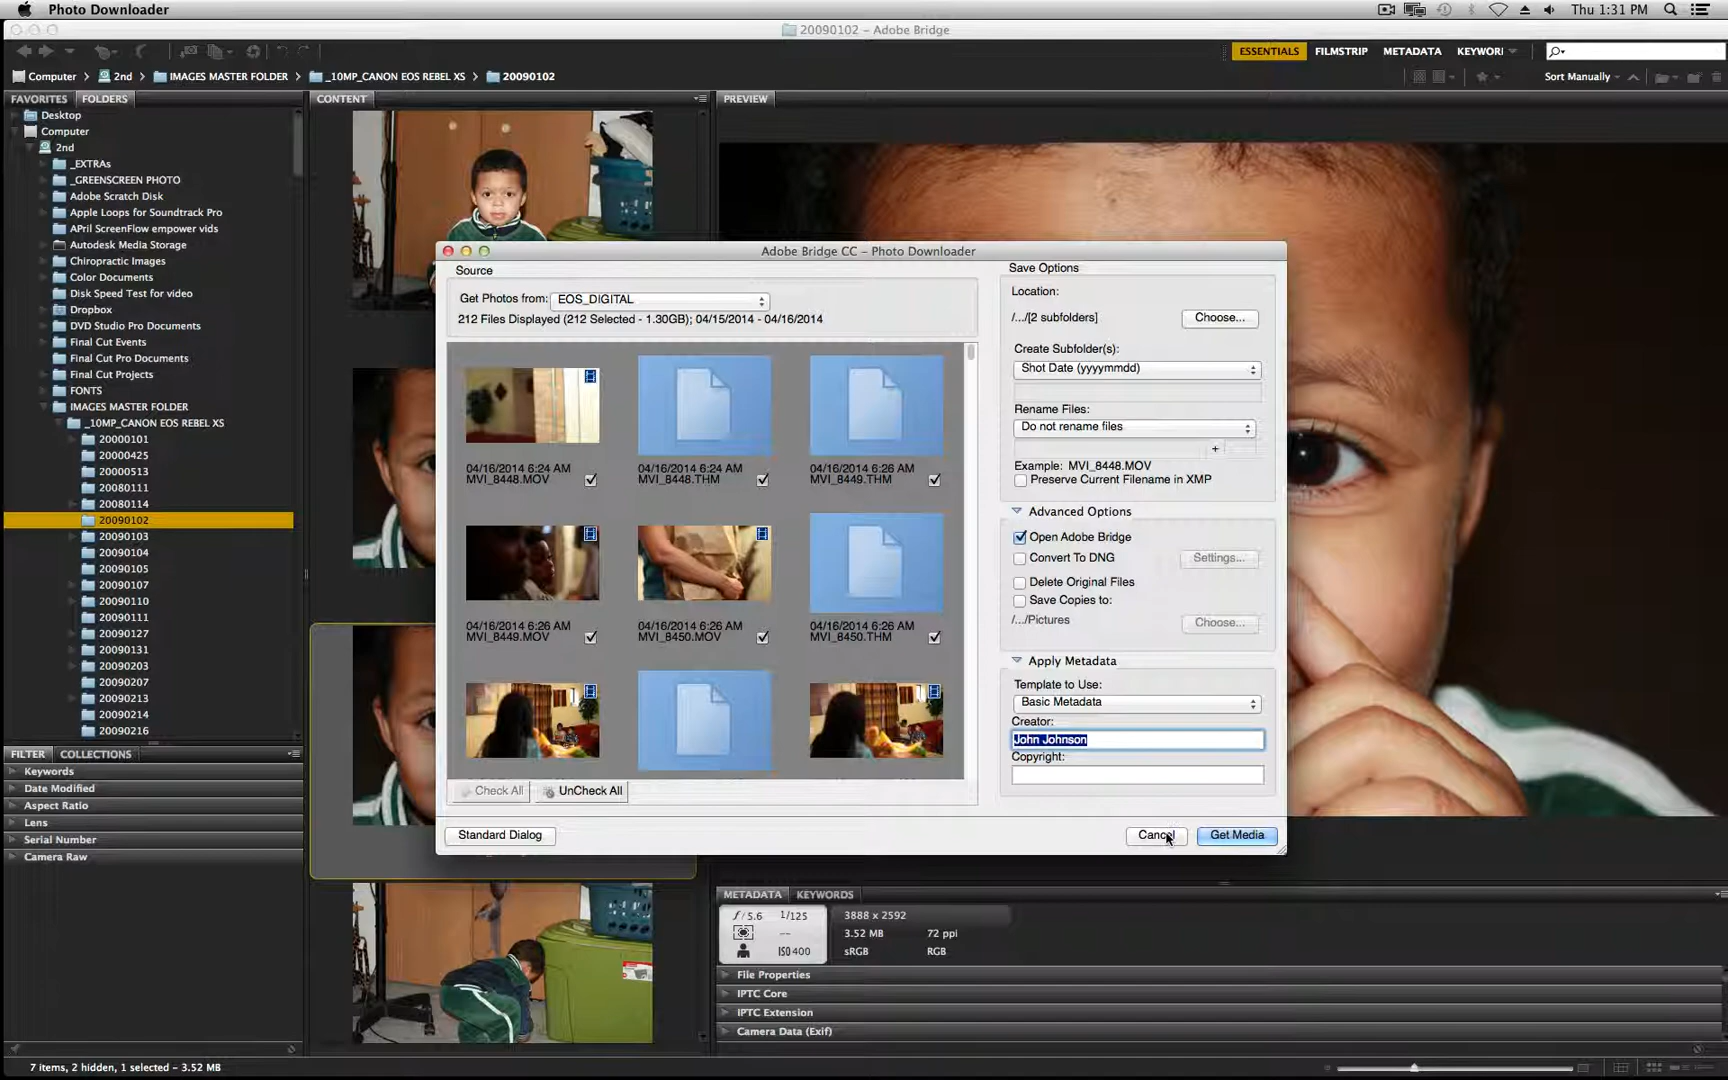 Photo Downloader
Thu 1:31 PM
20090102 – Adobe Bridge
ESSENTIALS FILMSTRIP METADATA KEYWORI
Computer 2nd IMAGES MASTER FOLDER _10MP_CANON EOS REBEL XS 20090102
Sort Manually
FAVORITES FOLDERS
CONTENT
PREVIEW
Desktop
Computer
2nd
_EXTRAs
_GREENSCREEN PHOTO
Adobe Scratch Disk
Apple Loops for Soundtrack Pro
APril ScreenFlow empower vids
Autodesk Media Storage
Chiropractic Images
Color Documents
Disk Speed Test for video
Dropbox
DVD Studio Pro Documents
Final Cut Events
Final Cut Pro Documents
Final Cut Projects
FONTS
IMAGES MASTER FOLDER
_10MP_CANON EOS REBEL XS
20000101
20000425
20000513
20080111
20080114
20090102
20090103
20090104
20090105
20090107
20090110
20090111
20090127
20090131
20090203
20090207
20090213
20090214
20090216
FILTER COLLECTIONS
Keywords
Date Modified
Aspect Ratio
Lens
Serial Number
Camera Raw
7 items, 2 hidden, 1 selected – 3.52 MB
Adobe Bridge CC – Photo Downloader
Source
Get Photos from: EOS_DIGITAL
212 Files Displayed (212 Selected - 1.30GB); 04/15/2014 - 04/16/2014
04/16/2014 6:24 AM
MVI_8448.MOV
04/16/2014 6:24 AM
MVI_8448.THM
04/16/2014 6:26 AM
MVI_8449.THM
04/16/2014 6:26 AM
MVI_8449.MOV
04/16/2014 6:26 AM
MVI_8450.MOV
04/16/2014 6:26 AM
MVI_8450.THM
Check All
UnCheck All
Standard Dialog
Save Options
Location:
/.../[2 subfolders]
Choose...
Create Subfolder(s):
Shot Date (yyyymmdd)
Rename Files:
Do not rename files
+
Example: MVI_8448.MOV
Preserve Current Filename in XMP
Advanced Options
Open Adobe Bridge
Convert To DNG
Settings...
Delete Original Files
Save Copies to:
/.../Pictures
Choose...
Apply Metadata
Template to Use:
Basic Metadata
Creator:
John Johnson
Copyright:
Cancel
Get Media
METADATA KEYWORDS
f/5.6 1/125
--
ISO400
3888 x 2592
3.52 MB 72 ppi
sRGB RGB
File Properties
IPTC Core
IPTC Extension
Camera Data (Exif)